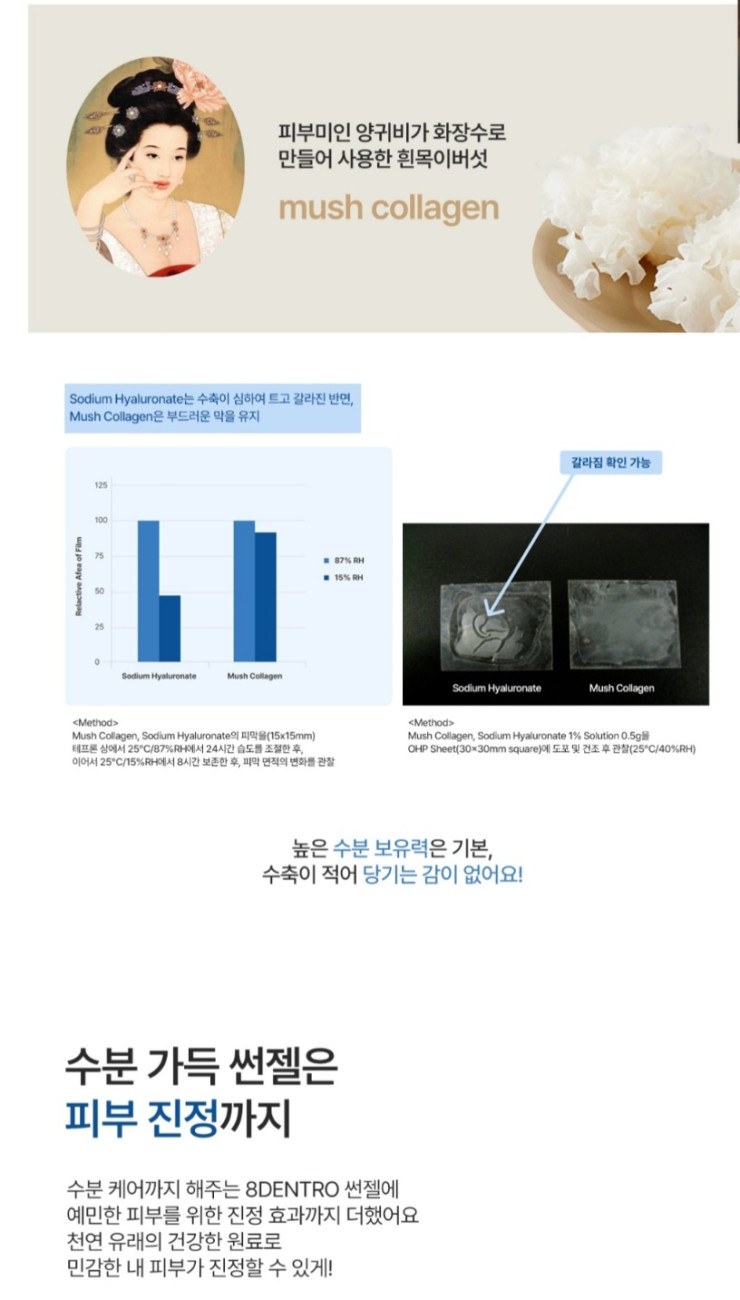 피부미인 양귀비가 화장수로
만들어 사용한 흰목이버섯
mush collagen
Sodium Hyaluronate는 수축이 심하여 트고 갈라진 반면,
Mush Collagen은 부드러운 막을 유지
갈라짐 확인 가능
125
100
75
50
25
0
Relactive Afea of Film
Sodium Hyaluronate
Mush Collagen
87% RH
15% RH
Sodium Hyaluronate
Mush Collagen
<Method>
Mush Collagen, Sodium Hyaluronate의 피막을(15x15mm)
테프론 상에서 25°C/87%RH에서 24시간 습도를 조절한 후,
이어서 25°C/15%RH에서 8시간 보존한 후, 피막 면적의 변화를 관찰
<Method>
Mush Collagen, Sodium Hyaluronate 1% Solution 0.5g을
OHP Sheet(30×30mm square)에 도포 및 건조 후 관찰(25°C/40%RH)
높은 수분 보유력은 기본,
수축이 적어 당기는 감이 없어요!
수분 가득 썬젤은
피부 진정까지
수분 케어까지 해주는 8DENTRO 썬젤에
예민한 피부를 위한 진정 효과까지 더했어요
천연 유래의 건강한 원료로
민감한 내 피부가 진정할 수 있게!